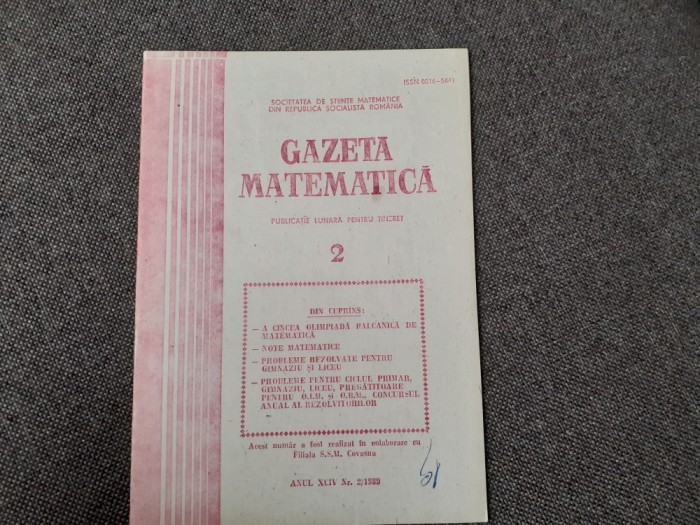 ISSN 0016-5441
SOCIETATEA DE ȘTIINȚE MATEMATICE
DIN REPUBLICA SOCIALISTĂ ROMÂNIA
GAZETA
MATEMATICĂ
PUBLICAȚIE LUNARĂ PENTRU TINERET
2
DIN CUPRINS:
— A CINCEA OLIMPIADĂ BALCANICĂ DE
MATEMATICĂ
— NOTE MATEMATICE
— PROBLEME REZOLVATE PENTRU
GIMNAZIU ȘI LICEU
— PROBLEME PENTRU CICLUL PRIMAR,
GIMNAZIU, LICEU, PREGĂTITOARE
PENTRU O.I.M. și O.B.M., CONCURSUL
ANUAL AL REZOLVITORILOR
Acest număr a fost realizat în colaborare cu
Filiala S.S.M. Covasna
ANUL XCIV Nr. 2/1989